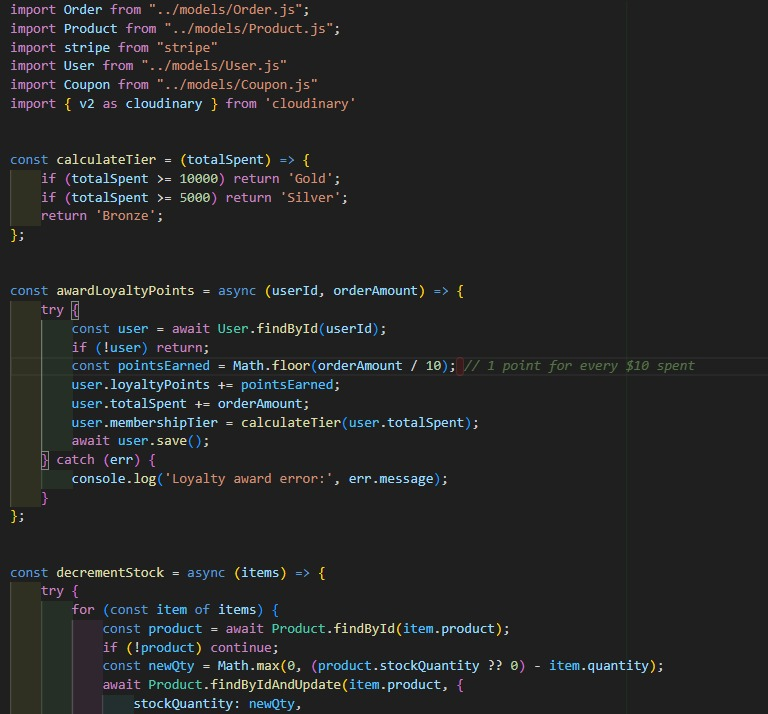 import Order from "../models/Order.js";
import Product from "../models/Product.js";
import stripe from "stripe"
import User from "../models/User.js"
import Coupon from "../models/Coupon.js"
import { v2 as cloudinary } from 'cloudinary'
const calculateTier = (totalSpent) => {
    if (totalSpent >= 10000) return 'Gold';
    if (totalSpent >= 5000) return 'Silver';
    return 'Bronze';
};
const awardLoyaltyPoints = async (userId, orderAmount) => {
    try {
        const user = await User.findById(userId);
        if (!user) return;
        const pointsEarned = Math.floor(orderAmount / 10); // 1 point for every $10 spent
        user.loyaltyPoints += pointsEarned;
        user.totalSpent += orderAmount;
        user.membershipTier = calculateTier(user.totalSpent);
        await user.save();
    } catch (err) {
        console.log('Loyalty award error:', err.message);
    }
};
const decrementStock = async (items) => {
    try {
        for (const item of items) {
            const product = await Product.findById(item.product);
            if (!product) continue;
            const newQty = Math.max(0, (product.stockQuantity ?? 0) - item.quantity);
            await Product.findByIdAndUpdate(item.product, {
                stockQuantity: newQty,